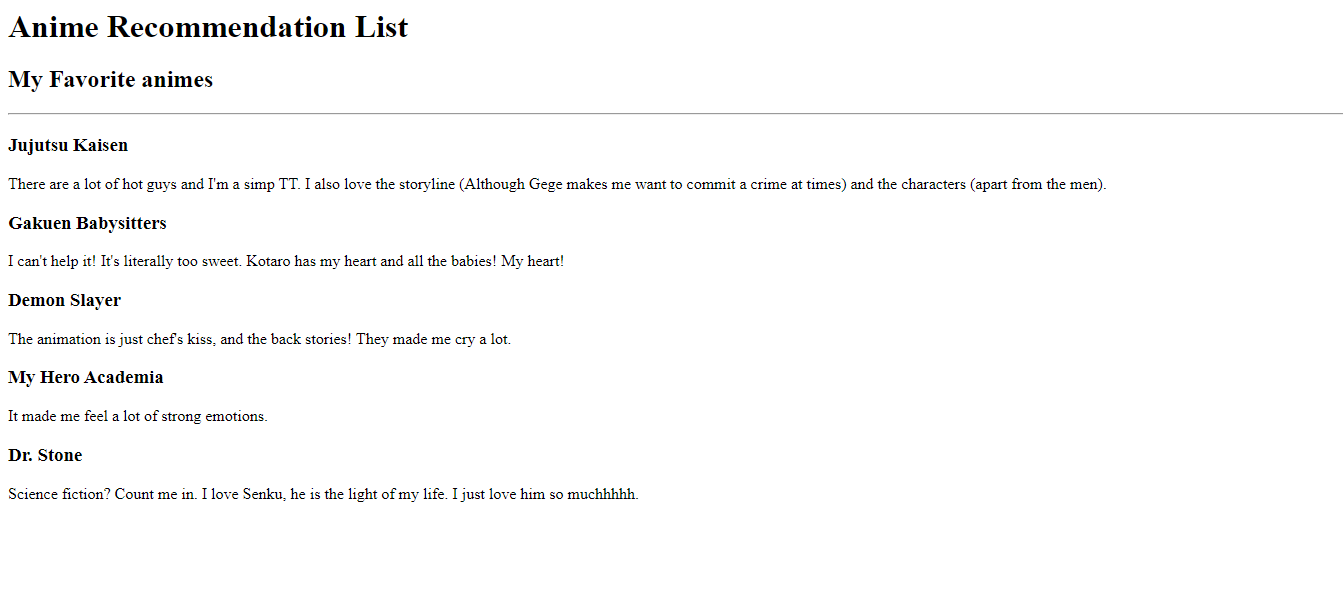 Anime Recommendation List
My Favorite animes
Jujutsu Kaisen
There are a lot of hot guys and I'm a simp TT. I also love the storyline (Although Gege makes me want to commit a crime at times) and the characters (apart from the men).
Gakuen Babysitters
I can't help it! It's literally too sweet. Kotaro has my heart and all the babies! My heart!
Demon Slayer
The animation is just chef's kiss, and the back stories! They made me cry a lot.
My Hero Academia
It made me feel a lot of strong emotions.
Dr. Stone
Science fiction? Count me in. I love Senku, he is the light of my life. I just love him so muchhhhh.